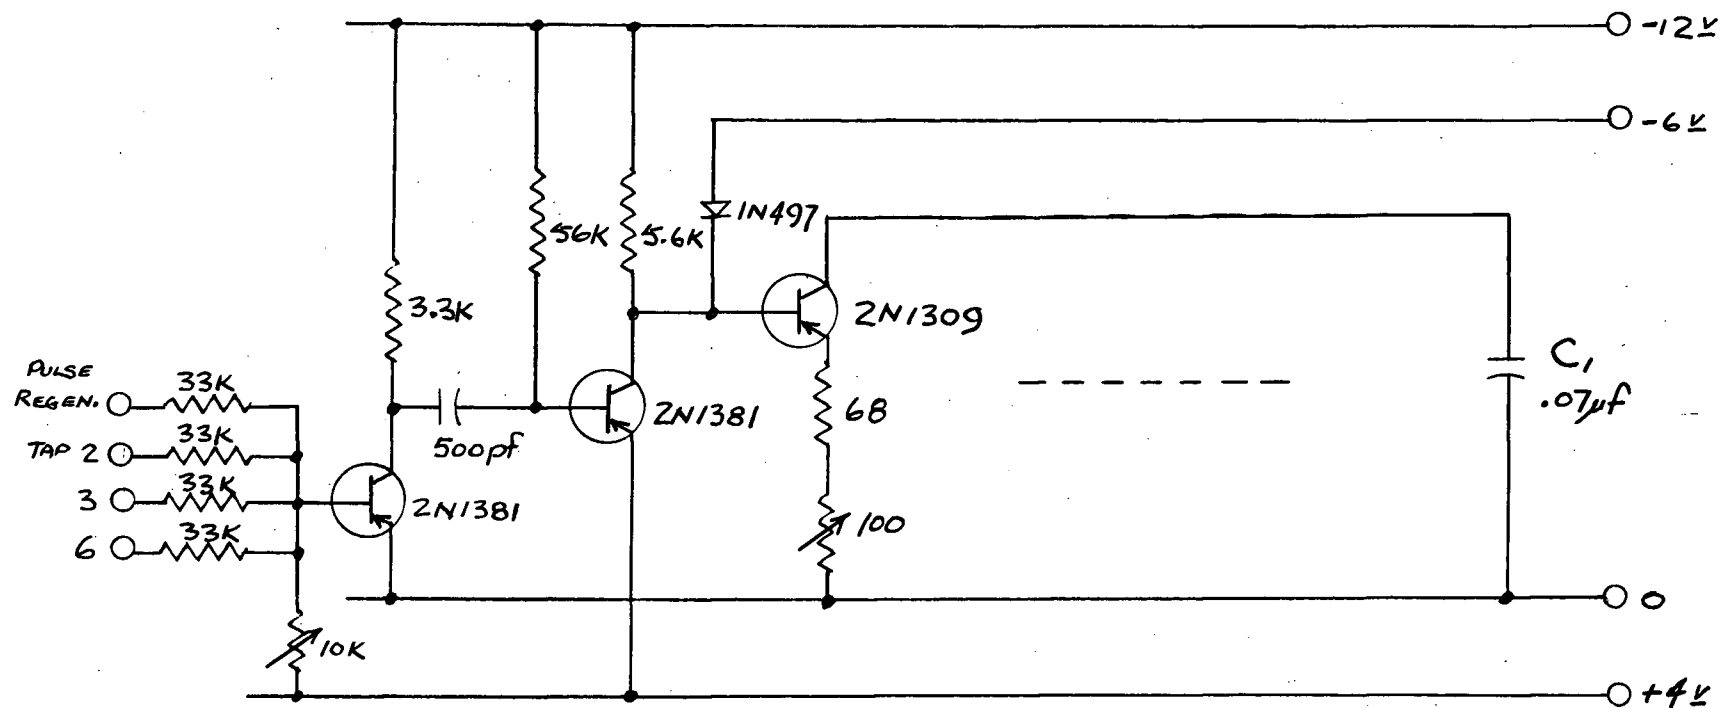 -12V
-6V
1N497
56K
5.6K
3.3K
2N1309
C1
.07µf
PULSE
REGEN.
33K
2N1381
68
TAP 2
33K
500pf
3
33K
2N1381
100
6
33K
0
10K
+4V